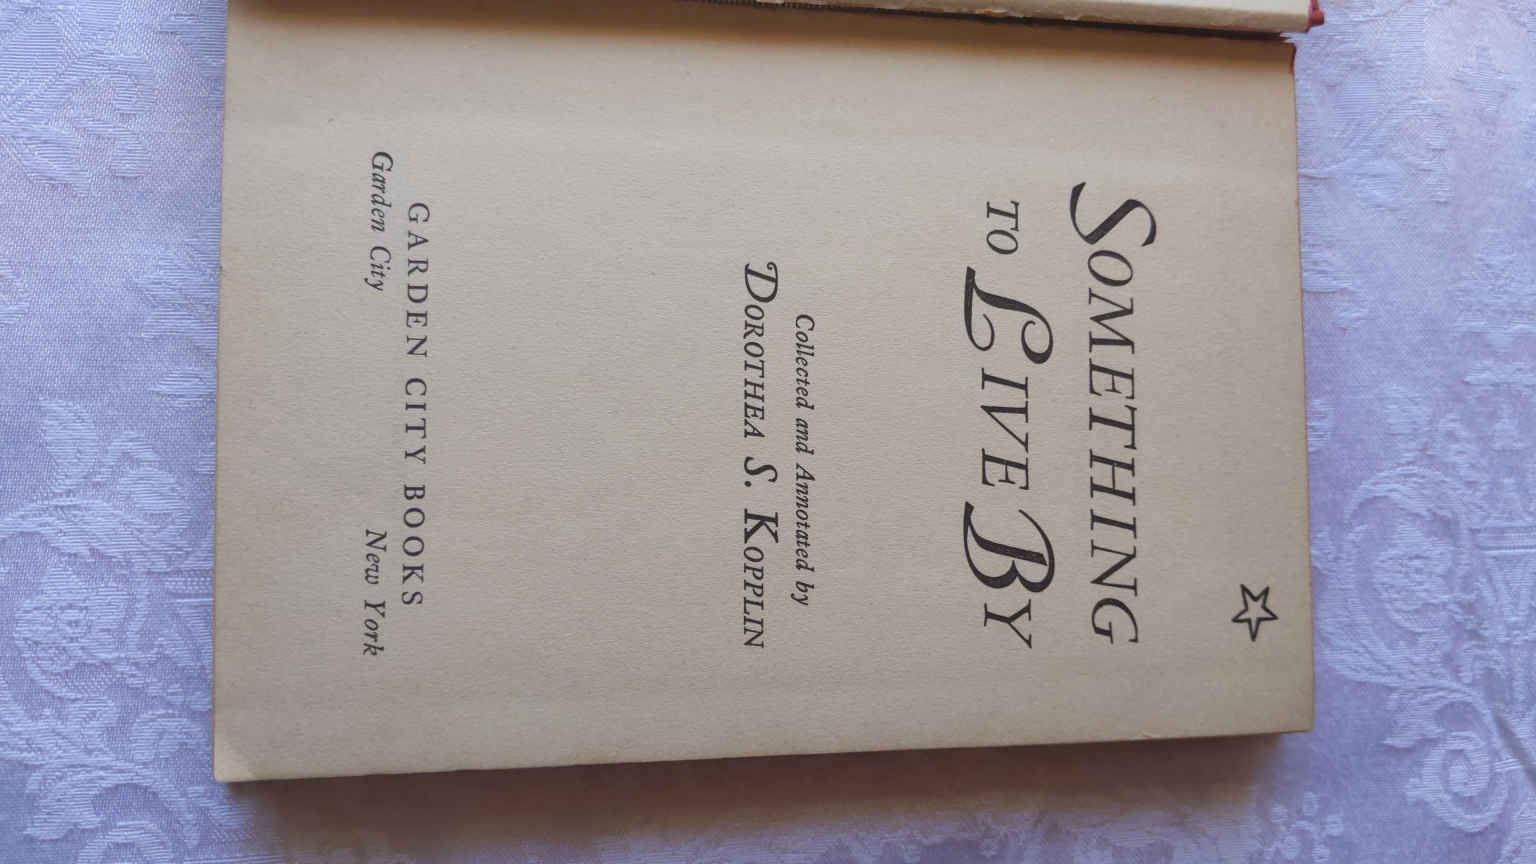 SOMETHING
TO LIVE BY
Collected and Annotated by
DOROTHEA S. KOPPLIN
GARDEN CITY BOOKS
Garden City New York